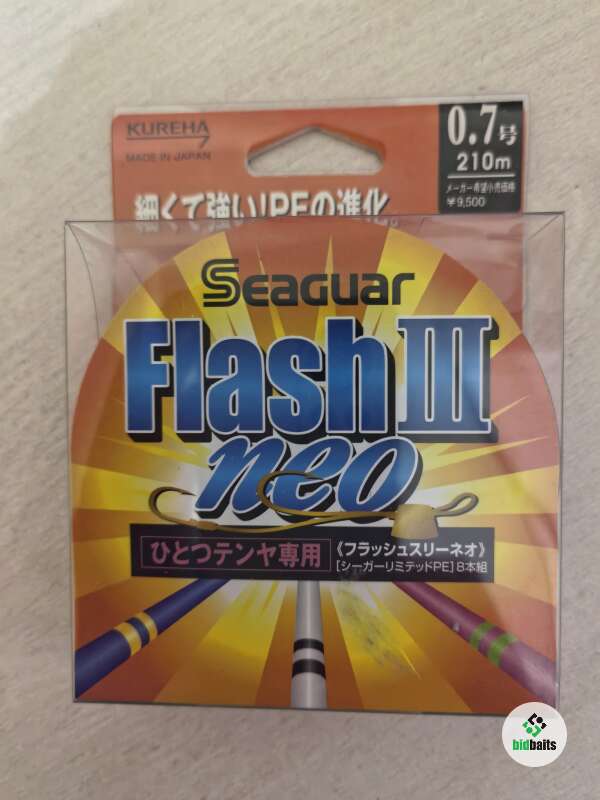 KUREHA
MADE IN JAPAN
0.7号
210m
メーカー希望小売価格
¥9,500
細くて強い!PEの進化
Seaguar
Flash III
neo
ひとつテンヤ専用
《フラッシュスリーネオ》
[シーガーリミテッドPE] 8本組
bidbaits